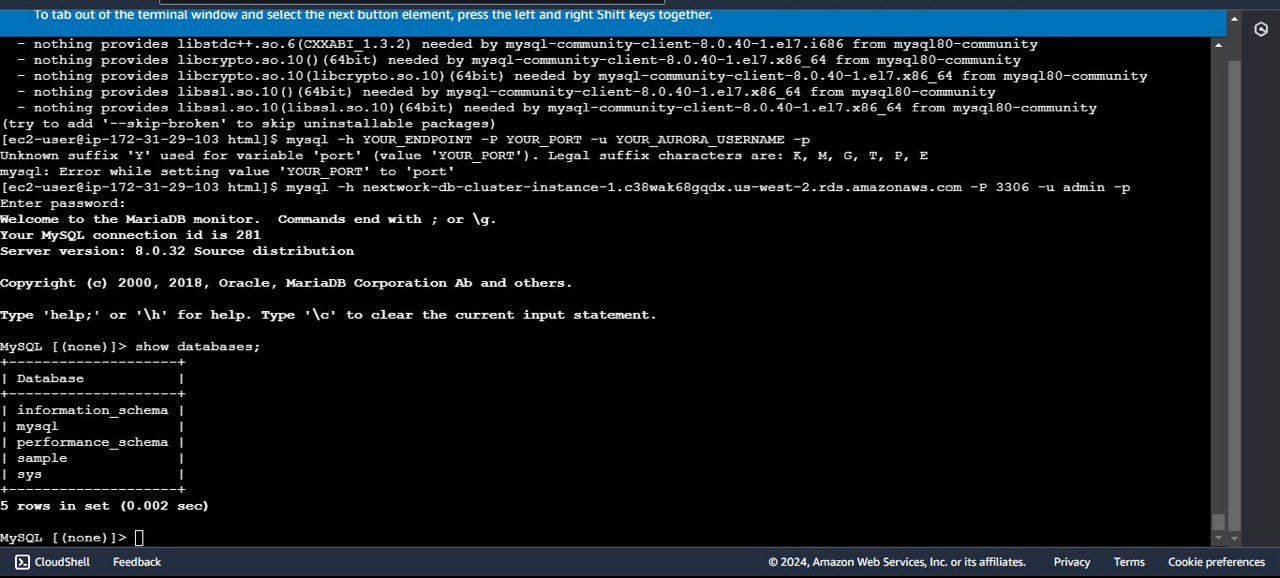 To tab out of the terminal window and select the next button element, press the left and right Shift keys together.
- nothing provides libstdc++.so.6(CXXABI_1.3.2) needed by mysql-community-client-8.0.40-1.el7.i686 from mysql80-community
- nothing provides libcrypto.so.10()(64bit) needed by mysql-community-client-8.0.40-1.el7.x86_64 from mysql80-community
- nothing provides libcrypto.so.10(libcrypto.so.10)(64bit) needed by mysql-community-client-8.0.40-1.el7.x86_64 from mysql80-community
- nothing provides libssl.so.10()(64bit) needed by mysql-community-client-8.0.40-1.el7.x86_64 from mysql80-community
- nothing provides libssl.so.10(libssl.so.10)(64bit) needed by mysql-community-client-8.0.40-1.el7.x86_64 from mysql80-community
(try to add '--skip-broken' to skip uninstallable packages)
[ec2-user@ip-172-31-29-103 html]$ mysql -h YOUR_ENDPOINT -P YOUR_PORT -u YOUR_AURORA_USERNAME -p
Unknown suffix 'Y' used for variable 'port' (value 'YOUR_PORT'). Legal suffix characters are: K, M, G, T, P, E
mysql: Error while setting value 'YOUR_PORT' to 'port'
[ec2-user@ip-172-31-29-103 html]$ mysql -h nextwork-db-cluster-instance-1.c38wak68gqdx.us-west-2.rds.amazonaws.com -P 3306 -u admin -p
Enter password:
Welcome to the MariaDB monitor.  Commands end with ; or \g.
Your MySQL connection id is 281
Server version: 8.0.32 Source distribution
Copyright (c) 2000, 2018, Oracle, MariaDB Corporation Ab and others.
Type 'help;' or '\h' for help. Type '\c' to clear the current input statement.
MySQL [(none)]> show databases;
+--------------------+
| Database           |
+--------------------+
| information_schema |
| mysql              |
| performance_schema |
| sample             |
| sys                |
+--------------------+
5 rows in set (0.002 sec)
MySQL [(none)]>
CloudShell Feedback © 2024, Amazon Web Services, Inc. or its affiliates. Privacy Terms Cookie preferences